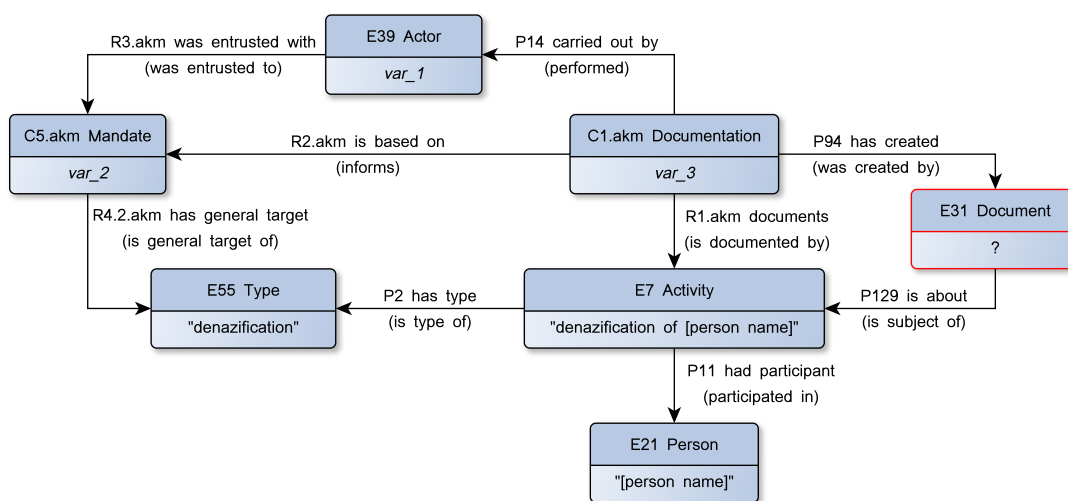 R3.akm was entrusted with
(was entrusted to)
E39 Actor
var_1
P14 carried out by
(performed)
C5.akm Mandate
var_2
R2.akm is based on
(informs)
C1.akm Documentation
var_3
P94 has created
(was created by)
R4.2.akm has general target
(is general target of)
R1.akm documents
(is documented by)
E31 Document
?
E55 Type
"denazification"
P2 has type
(is type of)
E7 Activity
"denazification of [person name]"
P129 is about
(is subject of)
P11 had participant
(participated in)
E21 Person
"[person name]"